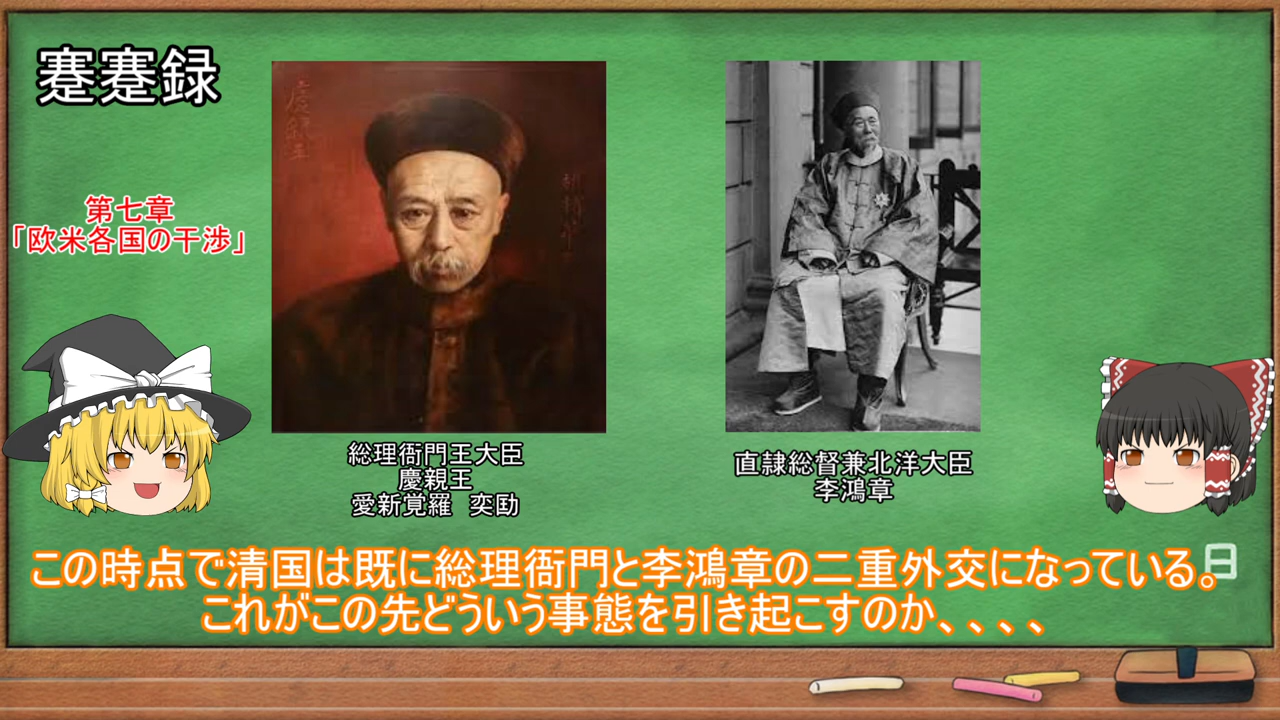 蹇蹇録
第七章
「欧米各国の干渉」
慶親王
総理衙門王大臣
慶親王
愛新覚羅 奕劻
直隷総督兼北洋大臣
李鴻章
この時点で清国は既に総理衙門と李鴻章の二重外交になっている。
これがこの先どういう事態を引き起こすのか、、、、
日